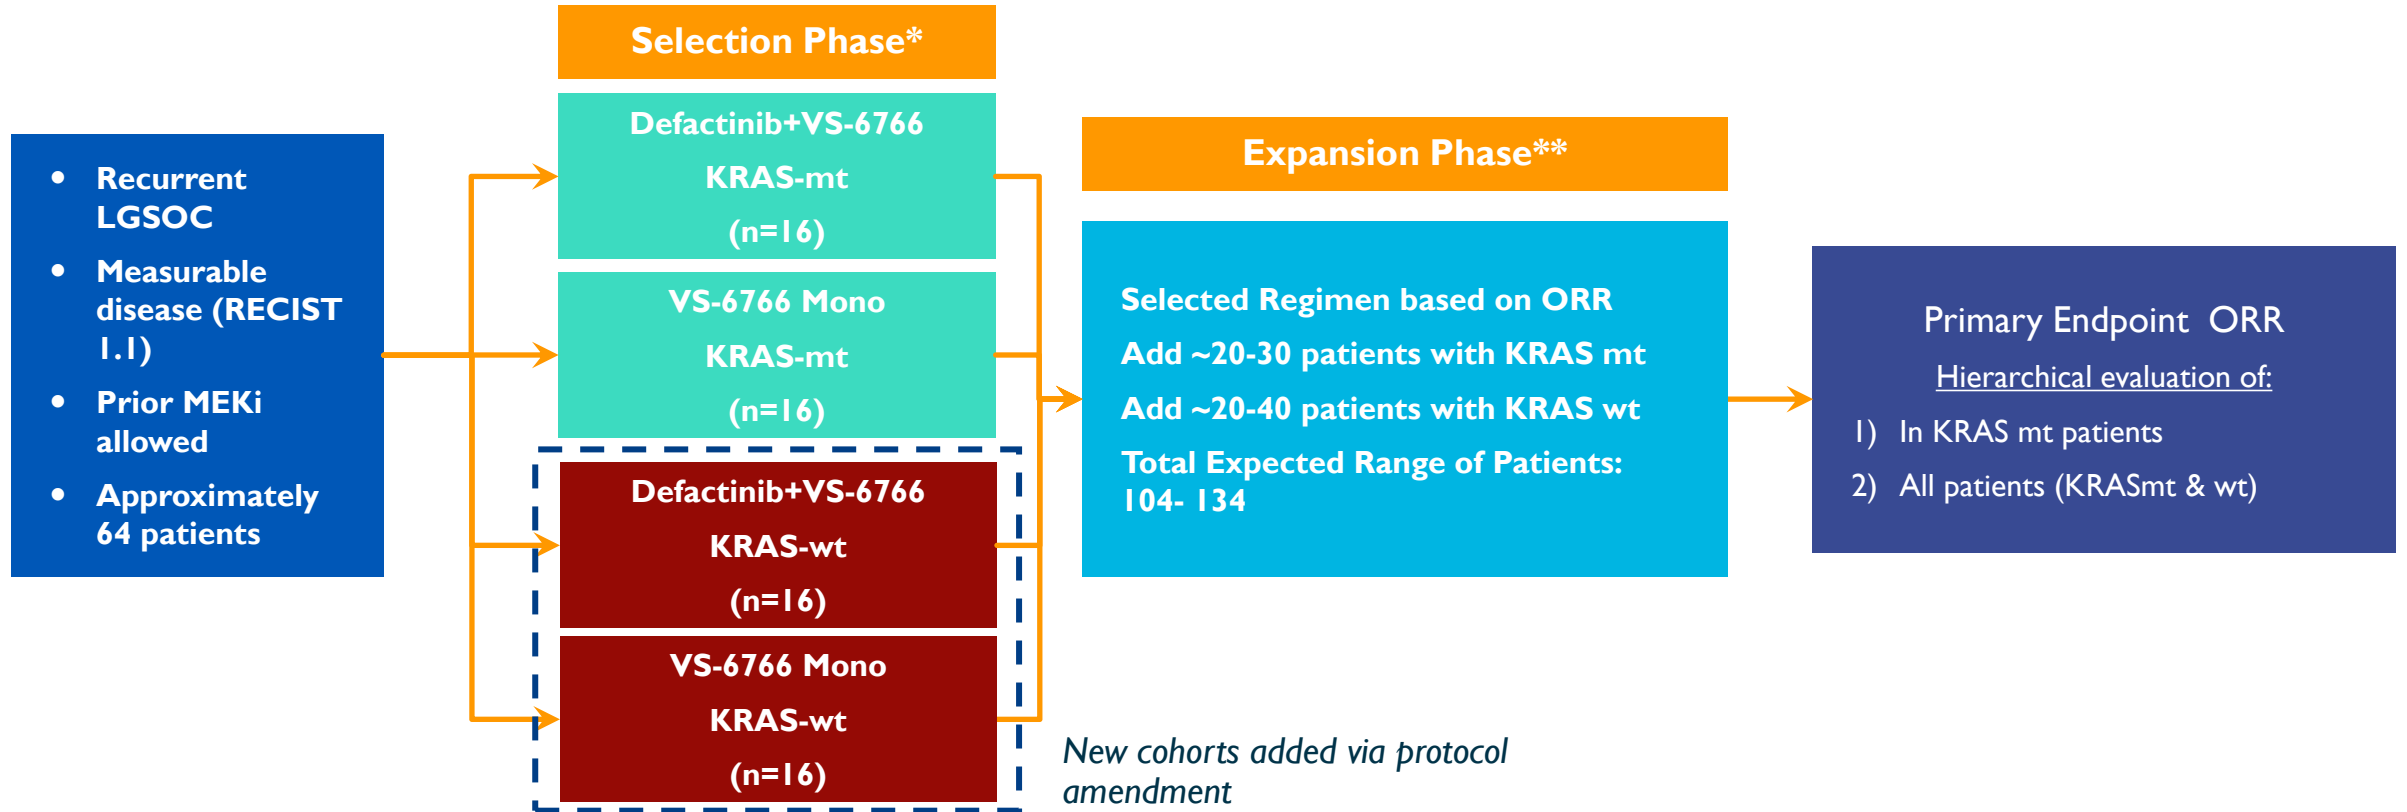 Selection Phase*
• Recurrent
LGSOC
• Measurable
disease (RECIST
1.1)
• Prior MEKi
allowed
• Approximately
64 patients
Defactinib+VS-6766
KRAS-mt
(n=16)
VS-6766 Mono
KRAS-mt
(n=16)
Defactinib+VS-6766
KRAS-wt
(n=16)
VS-6766 Mono
KRAS-wt
(n=16)
New cohorts added via protocol
amendment
Expansion Phase**
Selected Regimen based on ORR
Add ~20-30 patients with KRAS mt
Add ~20-40 patients with KRAS wt
Total Expected Range of Patients:
104- 134
Primary Endpoint ORR
Hierarchical evaluation of:
1) In KRAS mt patients
2) All patients (KRASmt & wt)